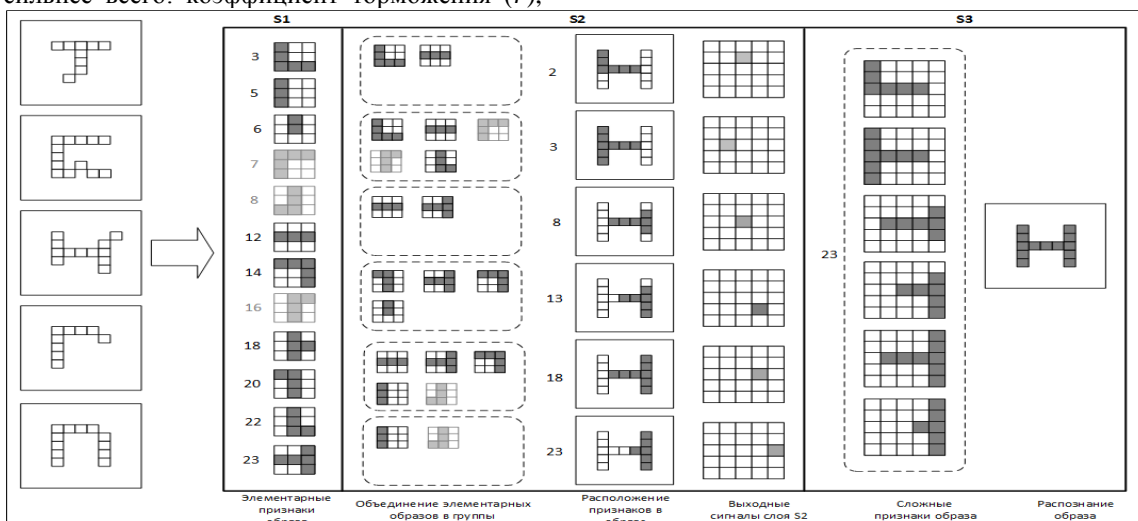 сильнее всего: коэффициент торможения (7),
S1 S2 S3
3
5
6
7
8
12
14
16
18
20
22
23
2
3
8
13
18
23
23
Элементарные
признаки
образа
Объединение элементарных
образов в группы
Расположение
признаков в
образе
Выходные
сигналы слоя S2
Сложные
признаки образа
Распознание
образа